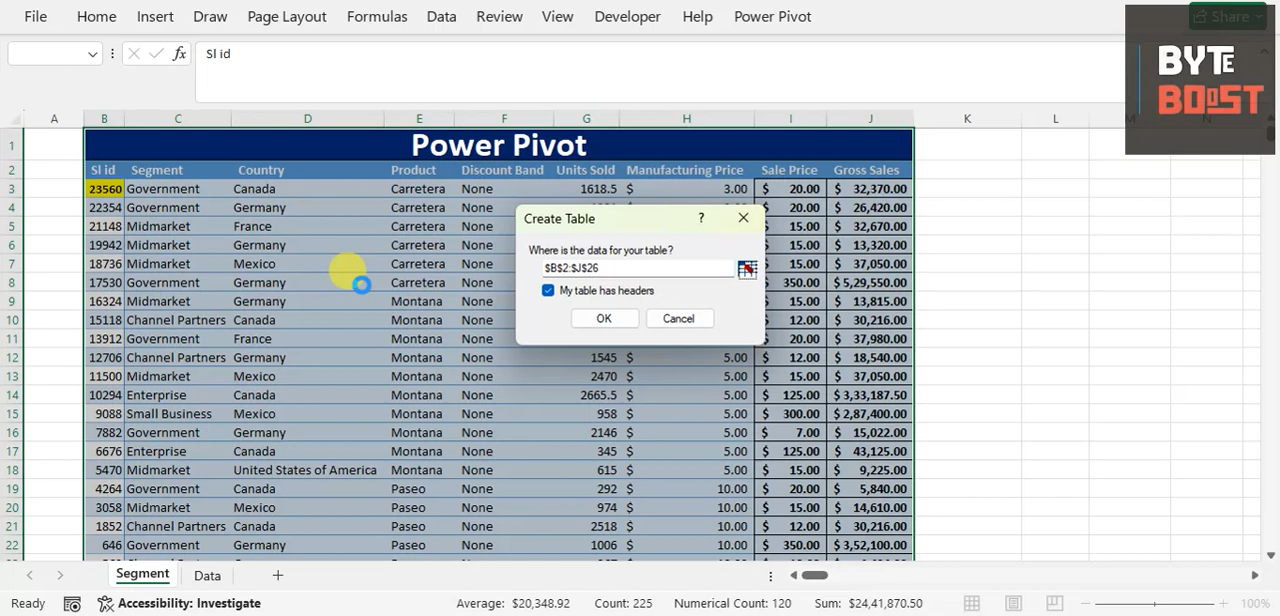 File Home Insert Draw Page Layout Formulas Data Review View Developer Help Power Pivot Share
BYTE
BOOST
fx Sl id
A B C D E F G H I J K L
1 Power Pivot
2 Sl id Segment Country Product Discount Band Units Sold Manufacturing Price Sale Price Gross Sales
3 23560 Government Canada Carretera None 1618.5 $ 3.00 $ 20.00 $ 32,370.00
4 22354 Government Germany Carretera None $ 20.00 $ 26,420.00
5 21148 Midmarket France Carretera None $ 15.00 $ 32,670.00
6 19942 Midmarket Germany Carretera None $ 15.00 $ 13,320.00
7 18736 Midmarket Mexico Carretera None $ 15.00 $ 37,050.00
8 17530 Government Germany Carretera None $ 350.00 $ 5,29,550.00
9 16324 Midmarket Germany Montana None $ 15.00 $ 13,815.00
10 15118 Channel Partners Canada Montana None $ 12.00 $ 30,216.00
11 13912 Government France Montana None $ 20.00 $ 37,980.00
12 12706 Channel Partners Germany Montana None 1545 $ 5.00 $ 12.00 $ 18,540.00
13 11500 Midmarket Mexico Montana None 2470 $ 5.00 $ 15.00 $ 37,050.00
14 10294 Enterprise Canada Montana None 2665.5 $ 5.00 $ 125.00 $ 3,33,187.50
15 9088 Small Business Mexico Montana None 958 $ 5.00 $ 300.00 $ 2,87,400.00
16 7882 Government Germany Montana None 2146 $ 5.00 $ 7.00 $ 15,022.00
17 6676 Enterprise Canada Montana None 345 $ 5.00 $ 125.00 $ 43,125.00
18 5470 Midmarket United States of America Montana None 615 $ 5.00 $ 15.00 $ 9,225.00
19 4264 Government Canada Paseo None 292 $ 10.00 $ 20.00 $ 5,840.00
20 3058 Midmarket Mexico Paseo None 974 $ 10.00 $ 15.00 $ 14,610.00
21 1852 Channel Partners Canada Paseo None 2518 $ 10.00 $ 12.00 $ 30,216.00
22 646 Government Germany Paseo None 1006 $ 10.00 $ 350.00 $ 3,52,100.00
Create Table ?
Where is the data for your table?
$B$2:$J$26
My table has headers
OK Cancel
Segment Data
Ready Accessibility: Investigate Average: $20,348.92 Count: 225 Numerical Count: 120 Sum: $24,41,870.50 100%